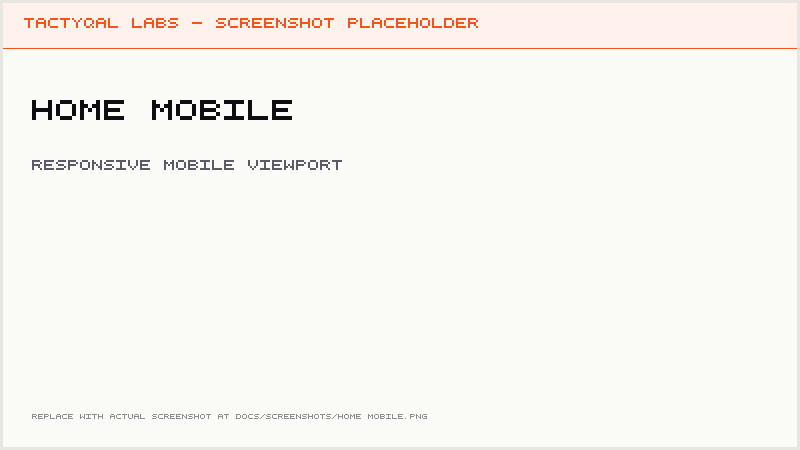 TACTYQAL LABS — SCREENSHOT PLACEHOLDER
HOME MOBILE
RESPONSIVE MOBILE VIEWPORT
REPLACE WITH ACTUAL SCREENSHOT AT DOCS/SCREENSHOTS/HOME MOBILE.PNG